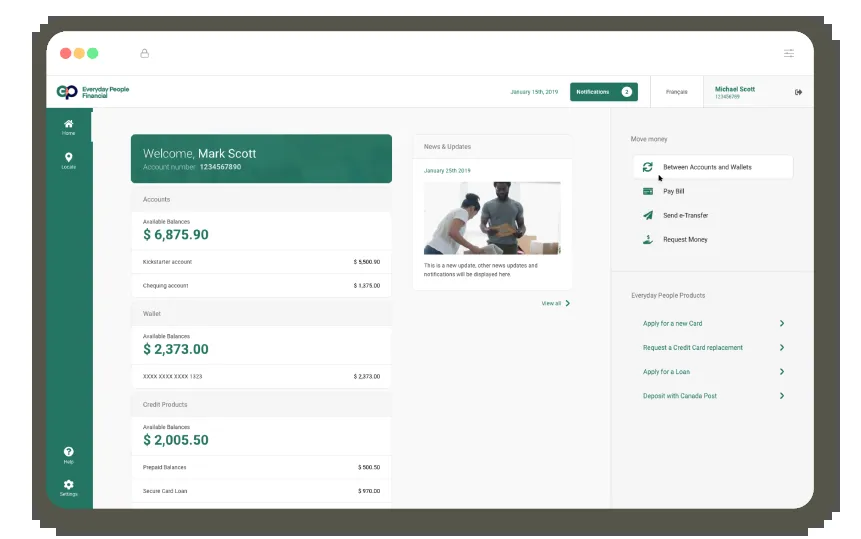 Everyday People
Financial
January 15th, 2019
Notifications 2
Français
Michael Scott
123456789
Home
Locate
Help
Settings
Welcome, Mark Scott
Account number 1234567890
Accounts
Available Balances
$ 6,875.90
Kickstarter account $ 5,500.90
Chequing account $ 1,375.00
Wallet
Available Balances
$ 2,373.00
XXXX XXXX XXXX 1323 $ 2,373.00
Credit Products
Available Balances
$ 2,005.50
Prepaid Balances $ 500.50
Secure Card Loan $ 970.00
News & Updates
January 25th 2019
This is a new update, other news updates and
notifications will be displayed here
View all
Move money
Between Accounts and Wallets
Pay Bill
Send e-Transfer
Request Money
Everyday People Products
Apply for a new Card
Request a Credit Card replacement
Apply for a Loan
Deposit with Canada Post